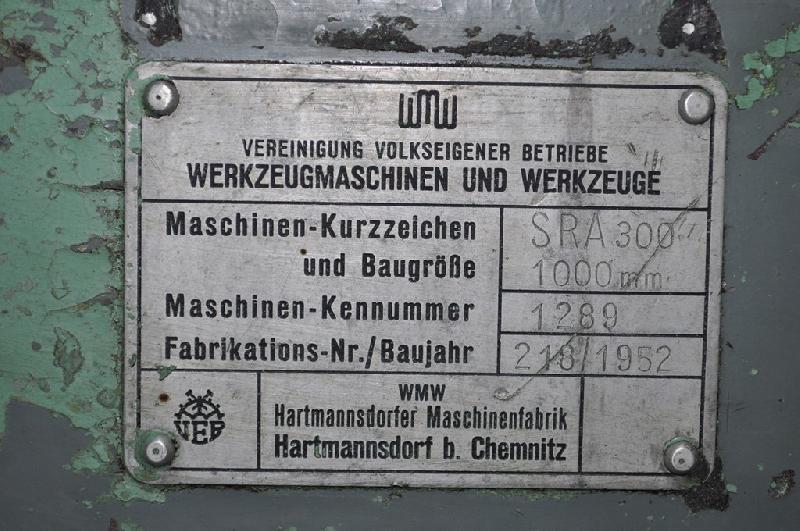 WMW
VEREINIGUNG VOLKSEIGENER BETRIEBE
WERKZEUGMASCHINEN UND WERKZEUGE
Maschinen-Kurzzeichen SRA 300
und Baugröße 1000 mm
Maschinen-Kennummer 1289
Fabrikations-Nr./Baujahr 218/1952
VEB
WMW
Hartmannsdorfer Maschinenfabrik
Hartmannsdorf b. Chemnitz